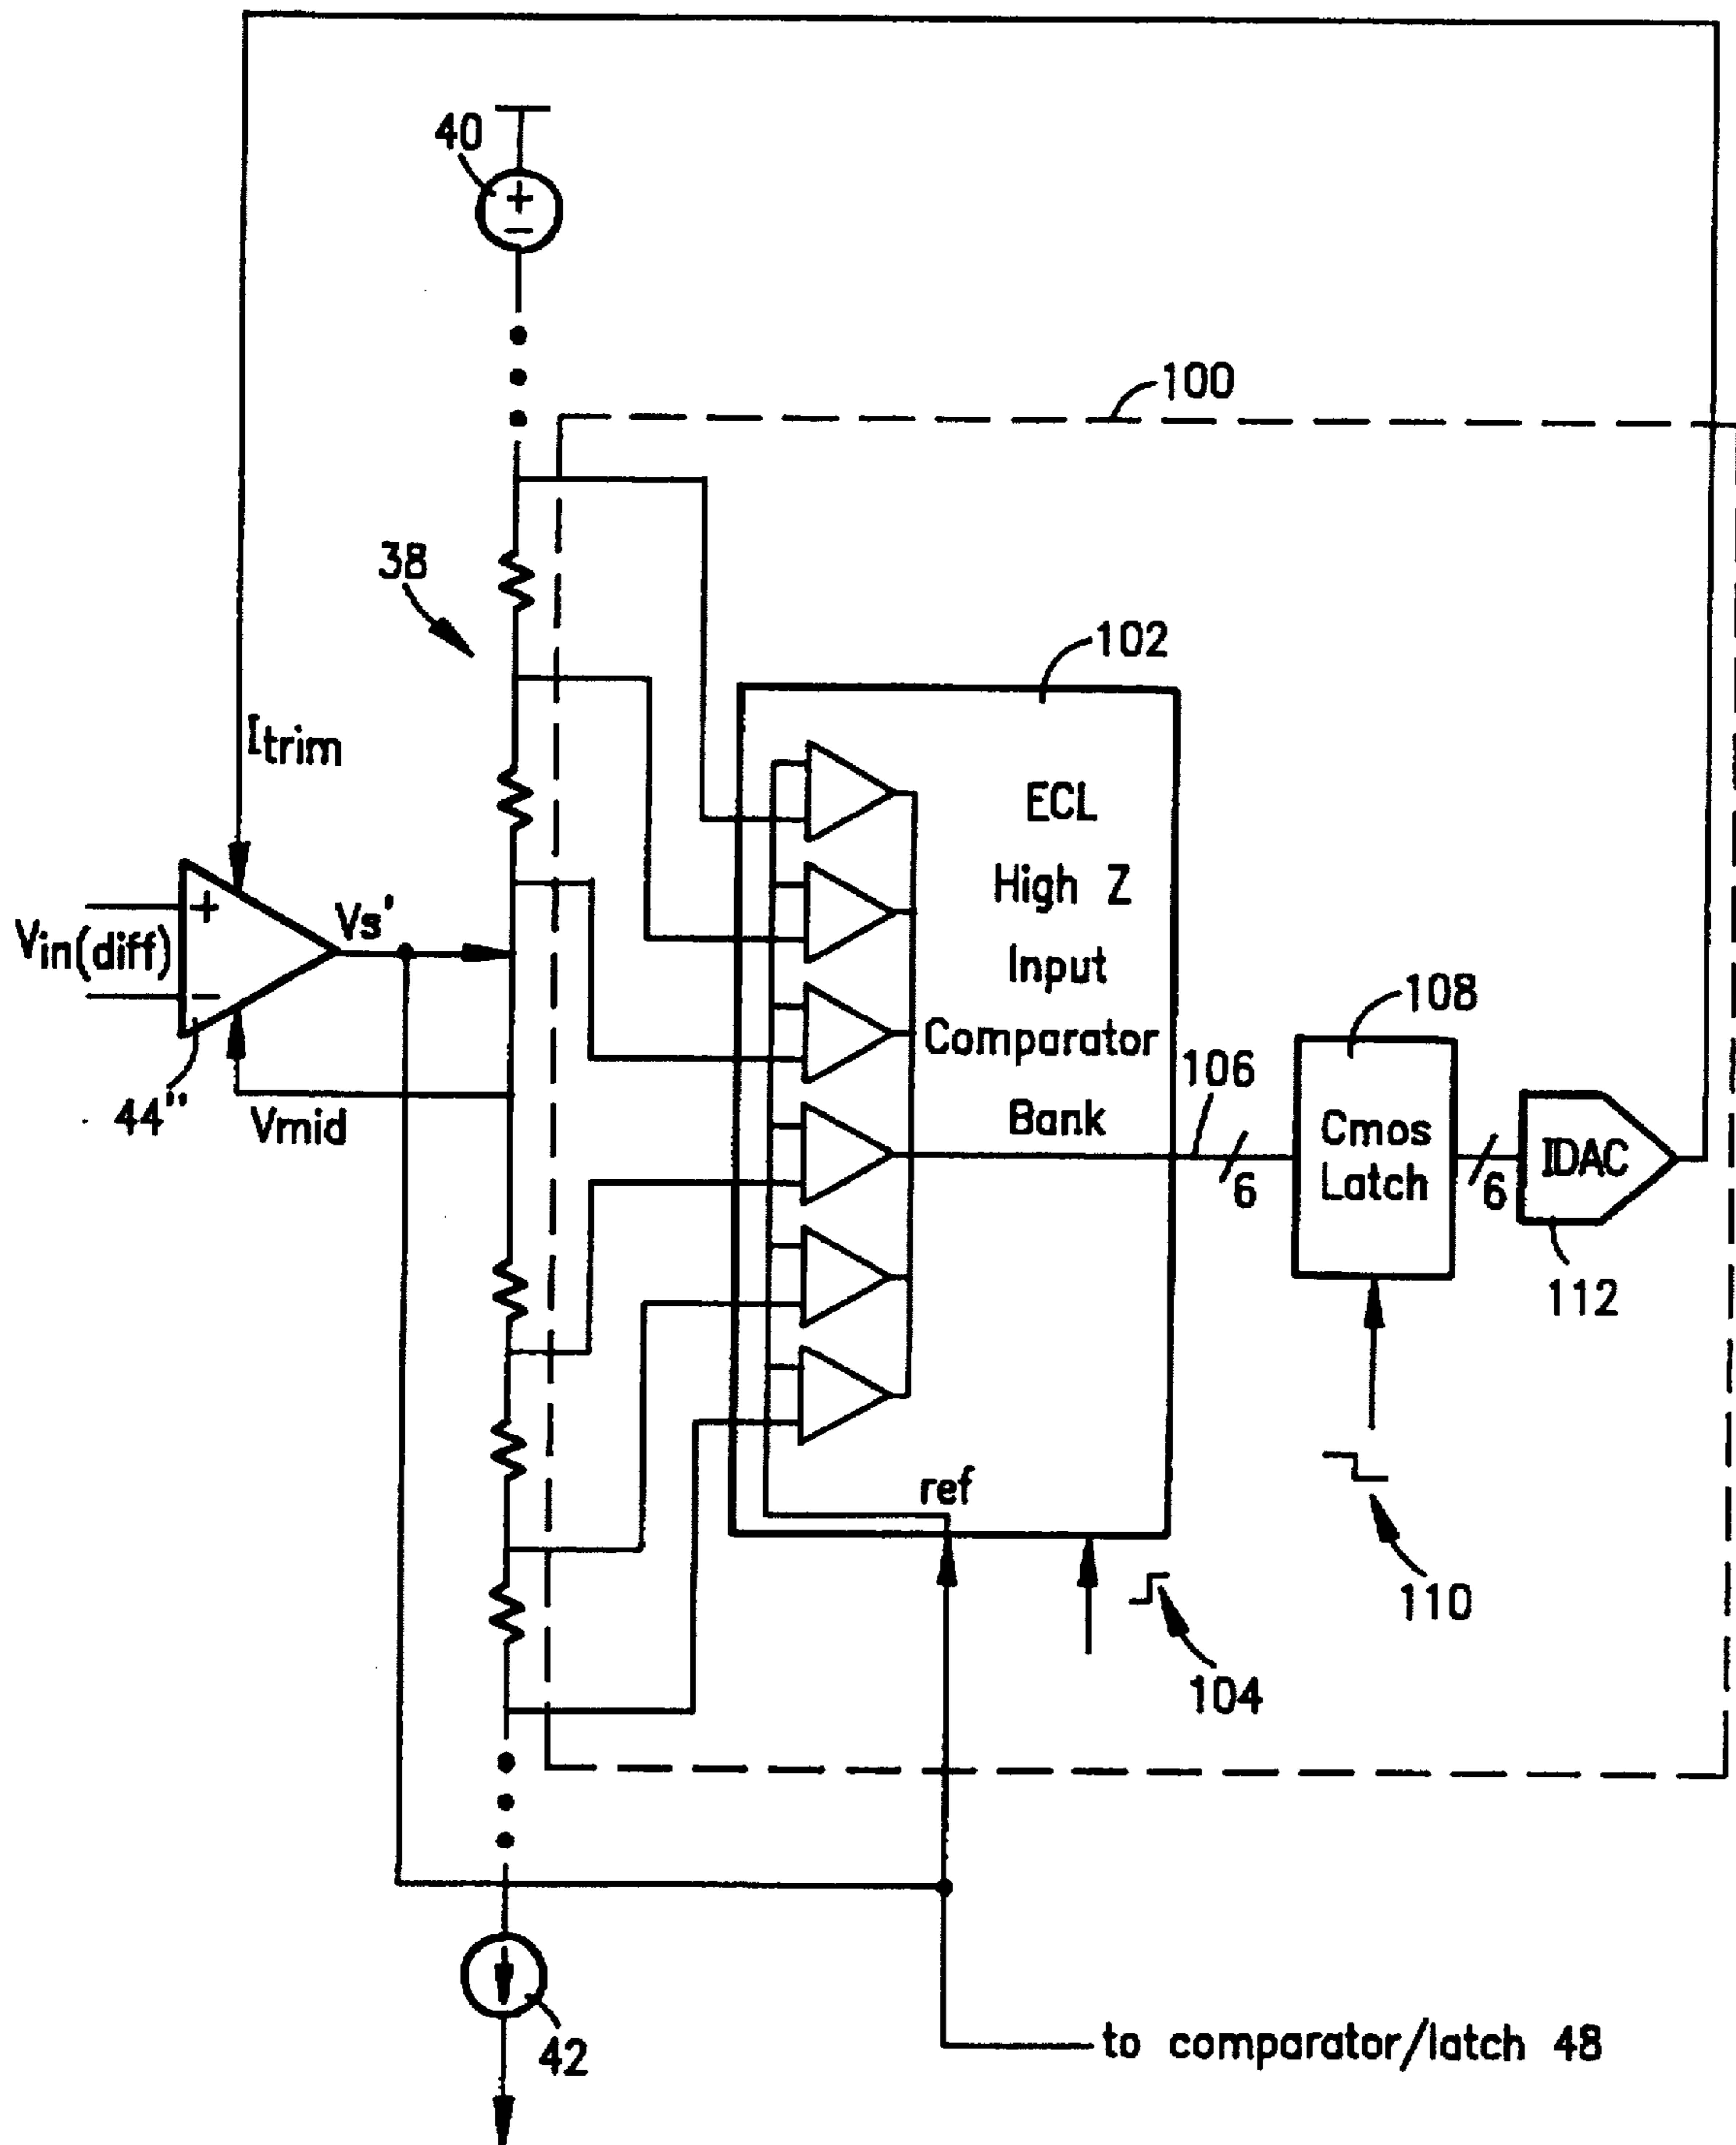 40
100
38
102
Itrim
ECL
High Z
Input
Comparator
Bank
+
Vs'
Vin(diff)
−
108
44"
Vmid
106
Cmos
Latch
IDAC
6
6
112
ref
110
104
42
to comparator/latch 48